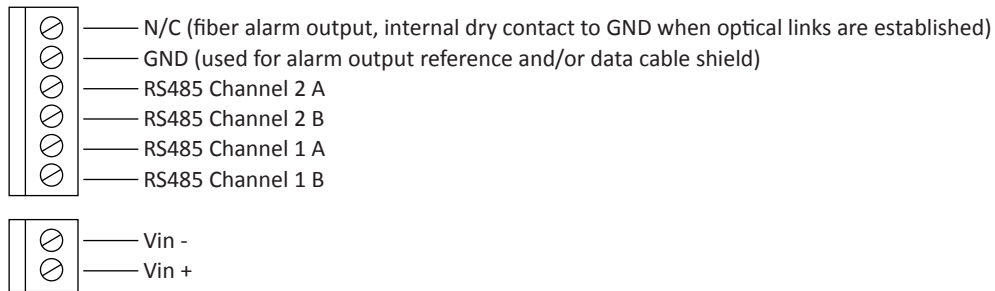 N/C (fiber alarm output, internal dry contact to GND when optical links are established)
GND (used for alarm output reference and/or data cable shield)
RS485 Channel 2 A
RS485 Channel 2 B
RS485 Channel 1 A
RS485 Channel 1 B
Vin -
Vin +